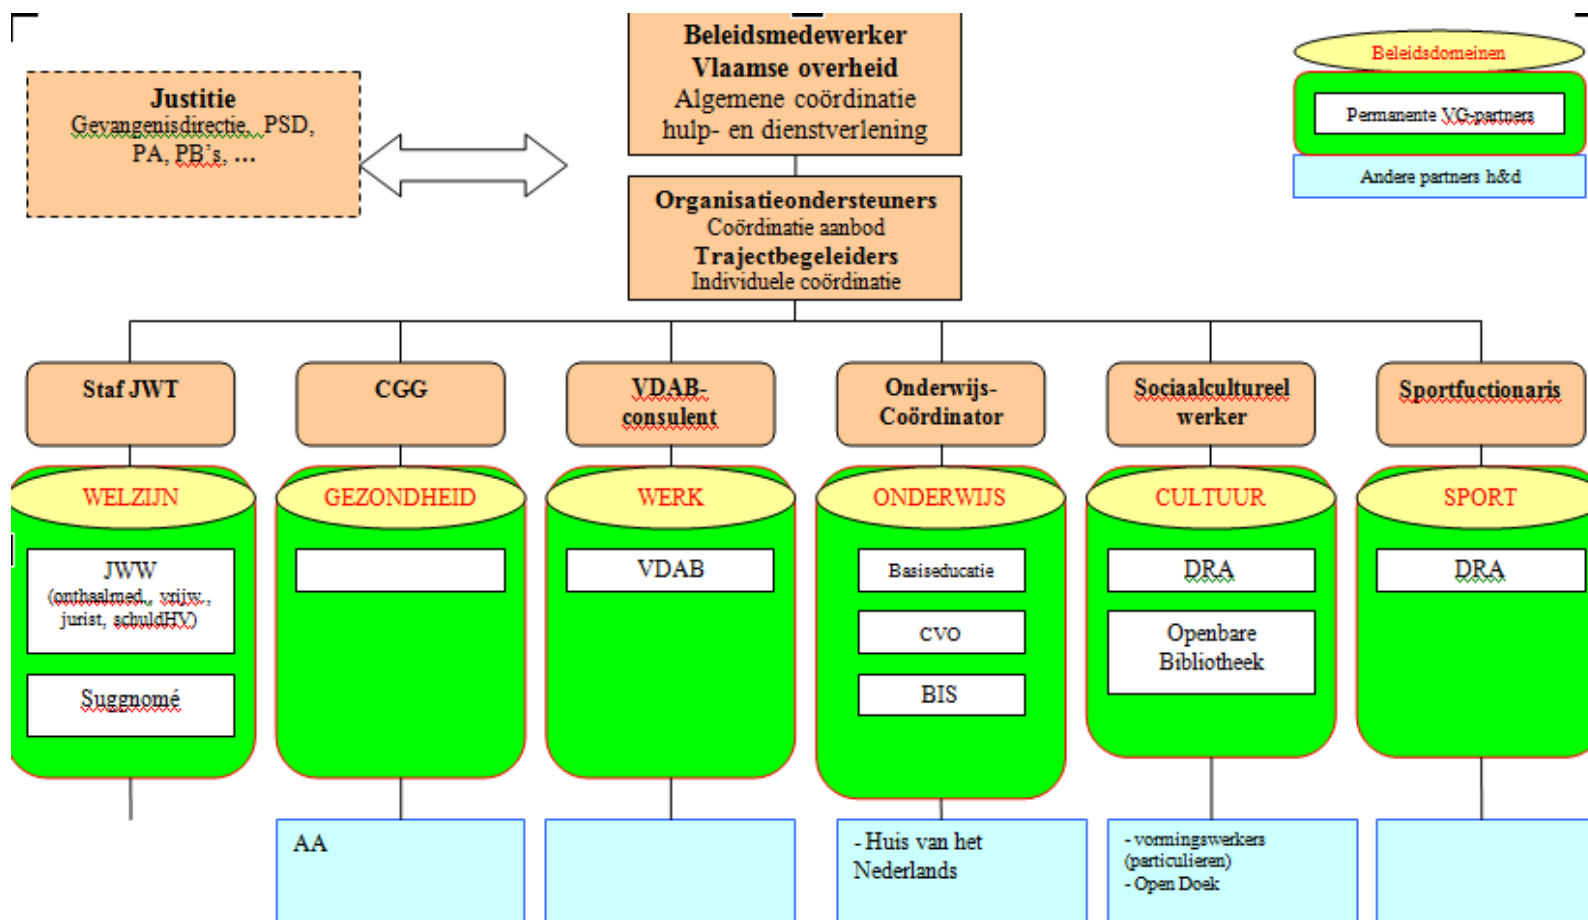 Beleidsmedewerker
Vlaamse overheid
Algemene coördinatie
hulp- en dienstverlening
Justitie
Gevangenisdirectie, PSD,
PA, PB's, ...
Beleidsdomeinen
Permanente VG-partners
Andere partners h&d
Organisatieondersteuners
Coördinatie aanbod
Trajectbegeleiders
Individuele coördinatie
Staf JWT
CGG
VDAB-
consulent
Onderwijs-
Coördinator
Sociaalcultureel
werker
Sportfuctionaris
WELZIJN
GEZONDHEID
WERK
ONDERWIJS
CULTUUR
SPORT
JWW
(onthaalmed., vrijw.,
jurist, schuldHV)
Suggnomé
VDAB
Basiseducatie
CVO
BIS
DRA
Openbare
Bibliotheek
DRA
AA
- Huis van het
Nederlands
- vormingswerkers
(particulieren)
- Open Doek